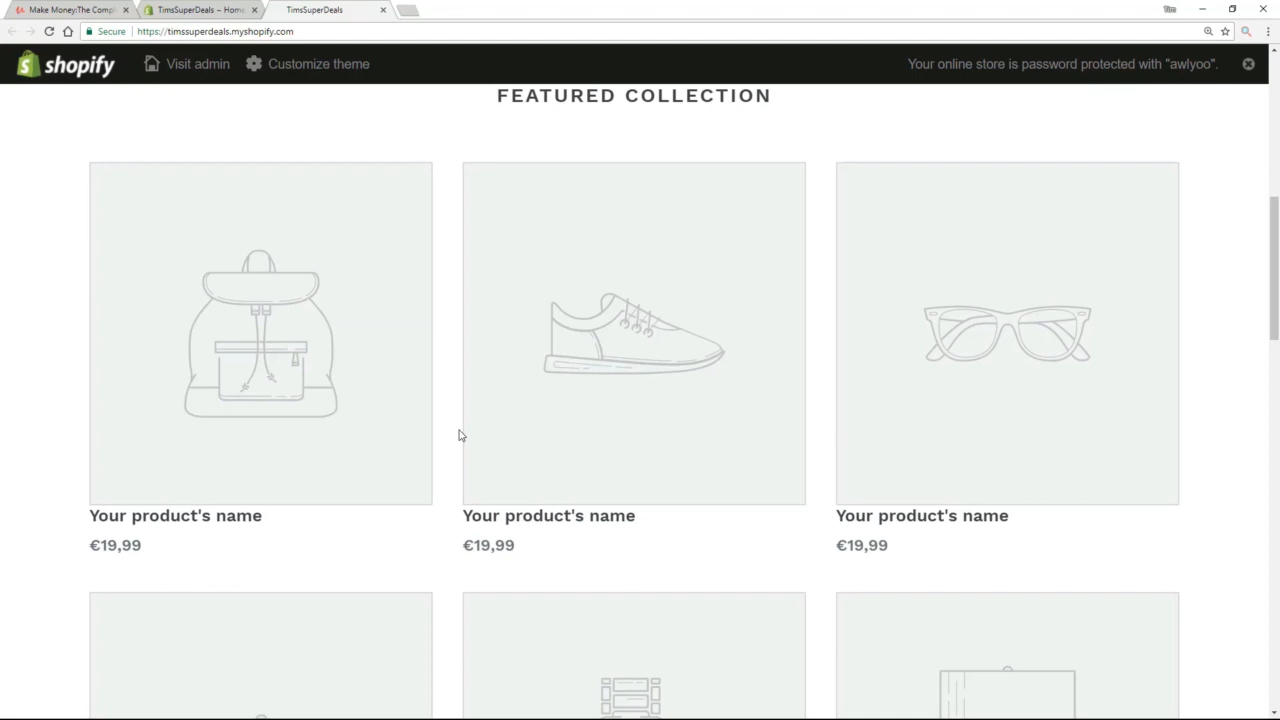 Make Money:The Compl
TimsSuperDeals ~ Home
TimsSuperDeals
Tim
Secure
https://timssuperdeals.myshopify.com
shopify
Visit admin
Customize theme
Your online store is password protected with "awlyoo".
FEATURED COLLECTION
Your product's name
€19,99
Your product's name
€19,99
Your product's name
€19,99